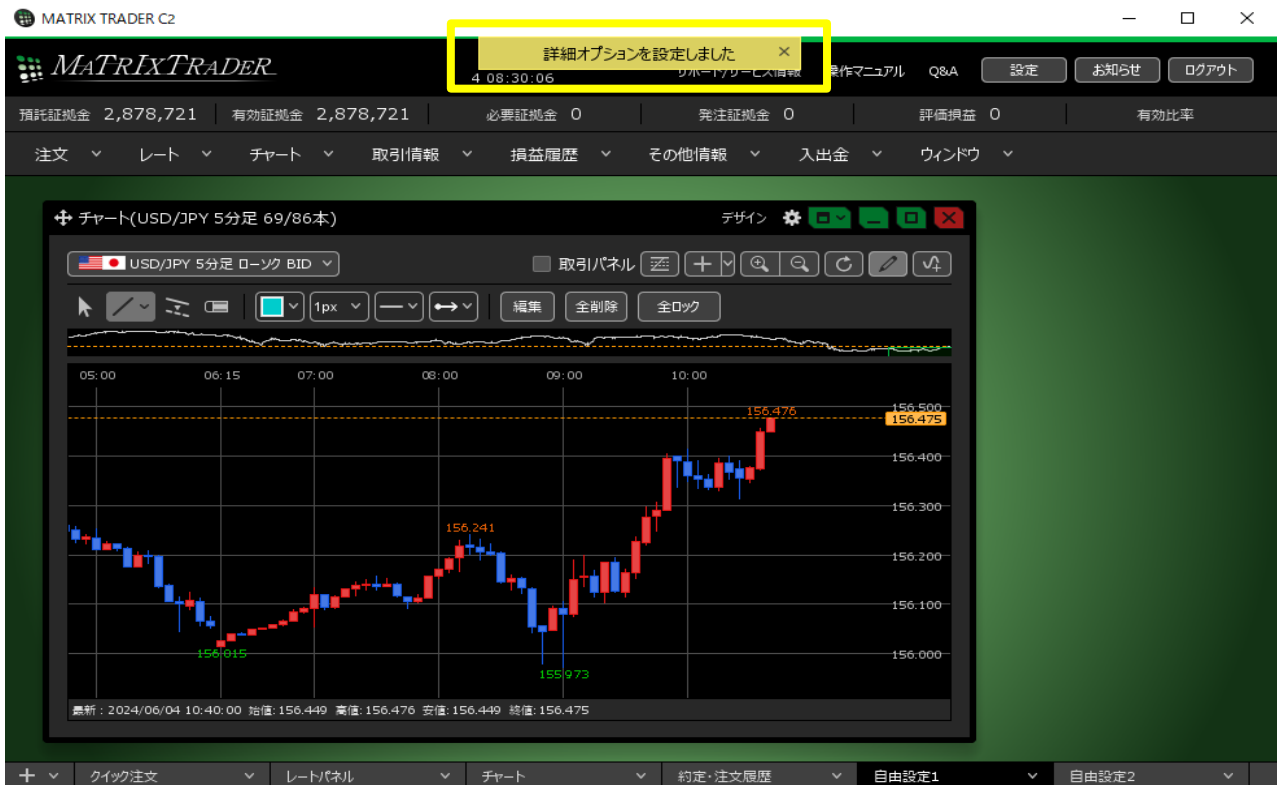 MATRIX TRADER C2
詳細オプションを設定しました ×
MATRIXTRADER
4 08:30:06
サポート/サービス情報 操作マニュアル Q&A 設定 お知らせ ログアウト
預託証拠金 2,878,721 有効証拠金 2,878,721 必要証拠金 0 発注証拠金 0 評価損益 0 有効比率
注文 レート チャート 取引情報 損益履歴 その他情報 入出金 ウィンドウ
チャート(USD/JPY 5分足 69/86本) デザイン
USD/JPY 5分足 ローソク BID 取引パネル
1px 編集 全削除 全ロック
05:00 06:15 07:00 08:00 09:00 10:00
156.476 156.500
156.475
156.400
156.300
156.241
156.200
156.100
156.015 156.000
155.973
最新 : 2024/06/04 10:40:00 始値:156.449 高値:156.476 安値:156.449 終値:156.475
クイック注文 レートパネル チャート 約定・注文履歴 自由設定1 自由設定2